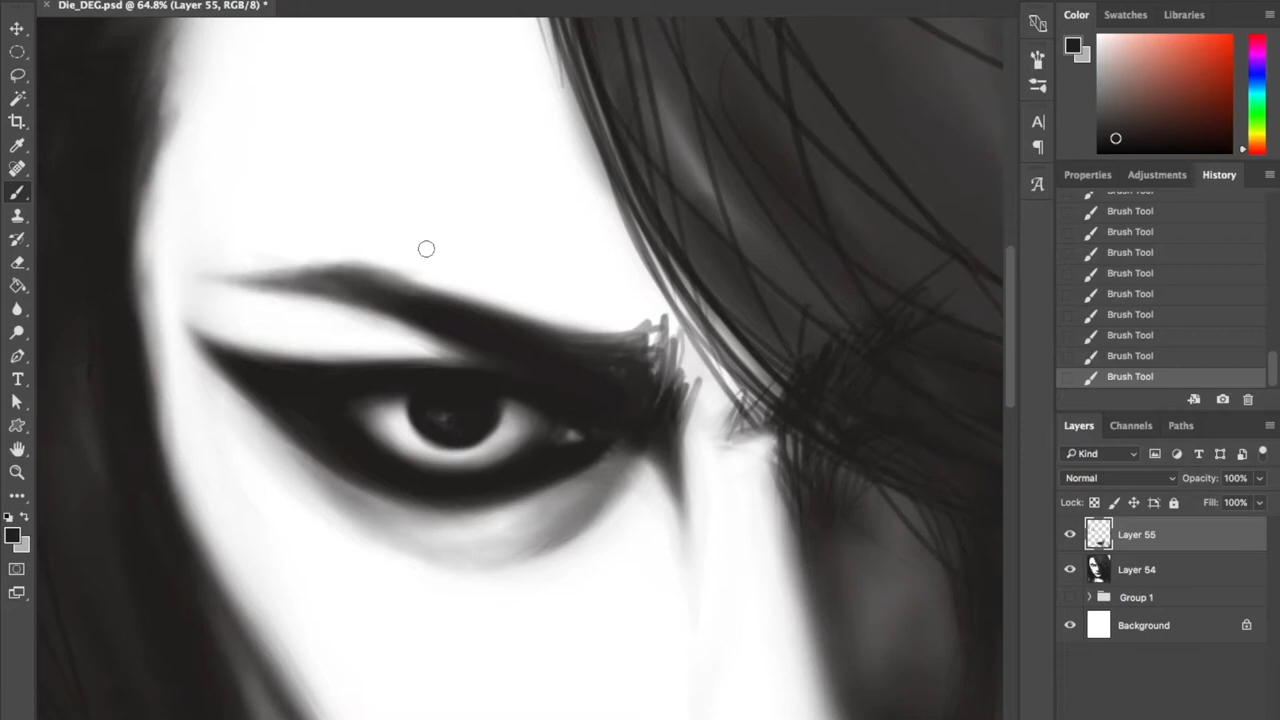 Die_DEG.psd @ 64.8% (Layer 55, RGB/8) *
Color Swatches Libraries
Properties Adjustments History
Brush Tool
Brush Tool
Brush Tool
Brush Tool
Brush Tool
Brush Tool
Brush Tool
Brush Tool
Brush Tool
Brush Tool
Layers Channels Paths
Kind
Normal Opacity: 100%
Lock: Fill: 100%
Layer 55
Layer 54
Group 1
Background